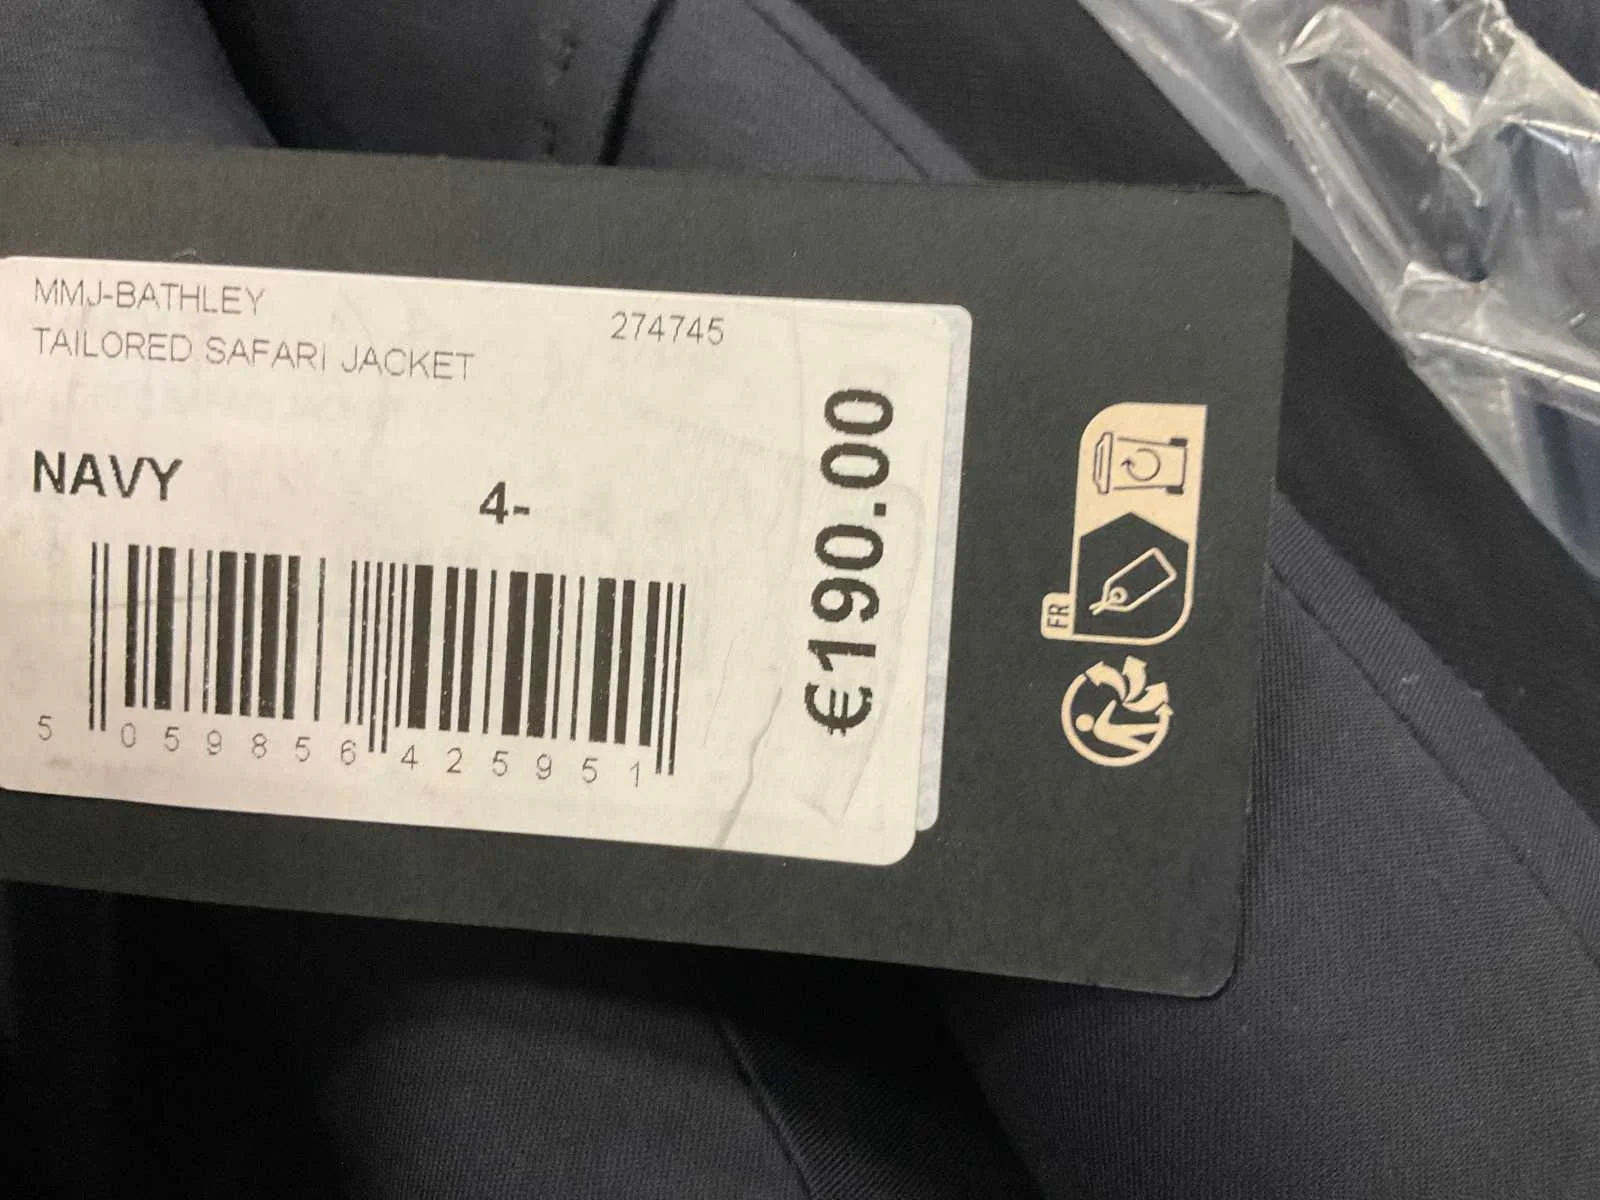 MMJ-BATHLEY
TAILORED SAFARI JACKET
274745
NAVY
4-
€190.00
5 059856 425951
FR